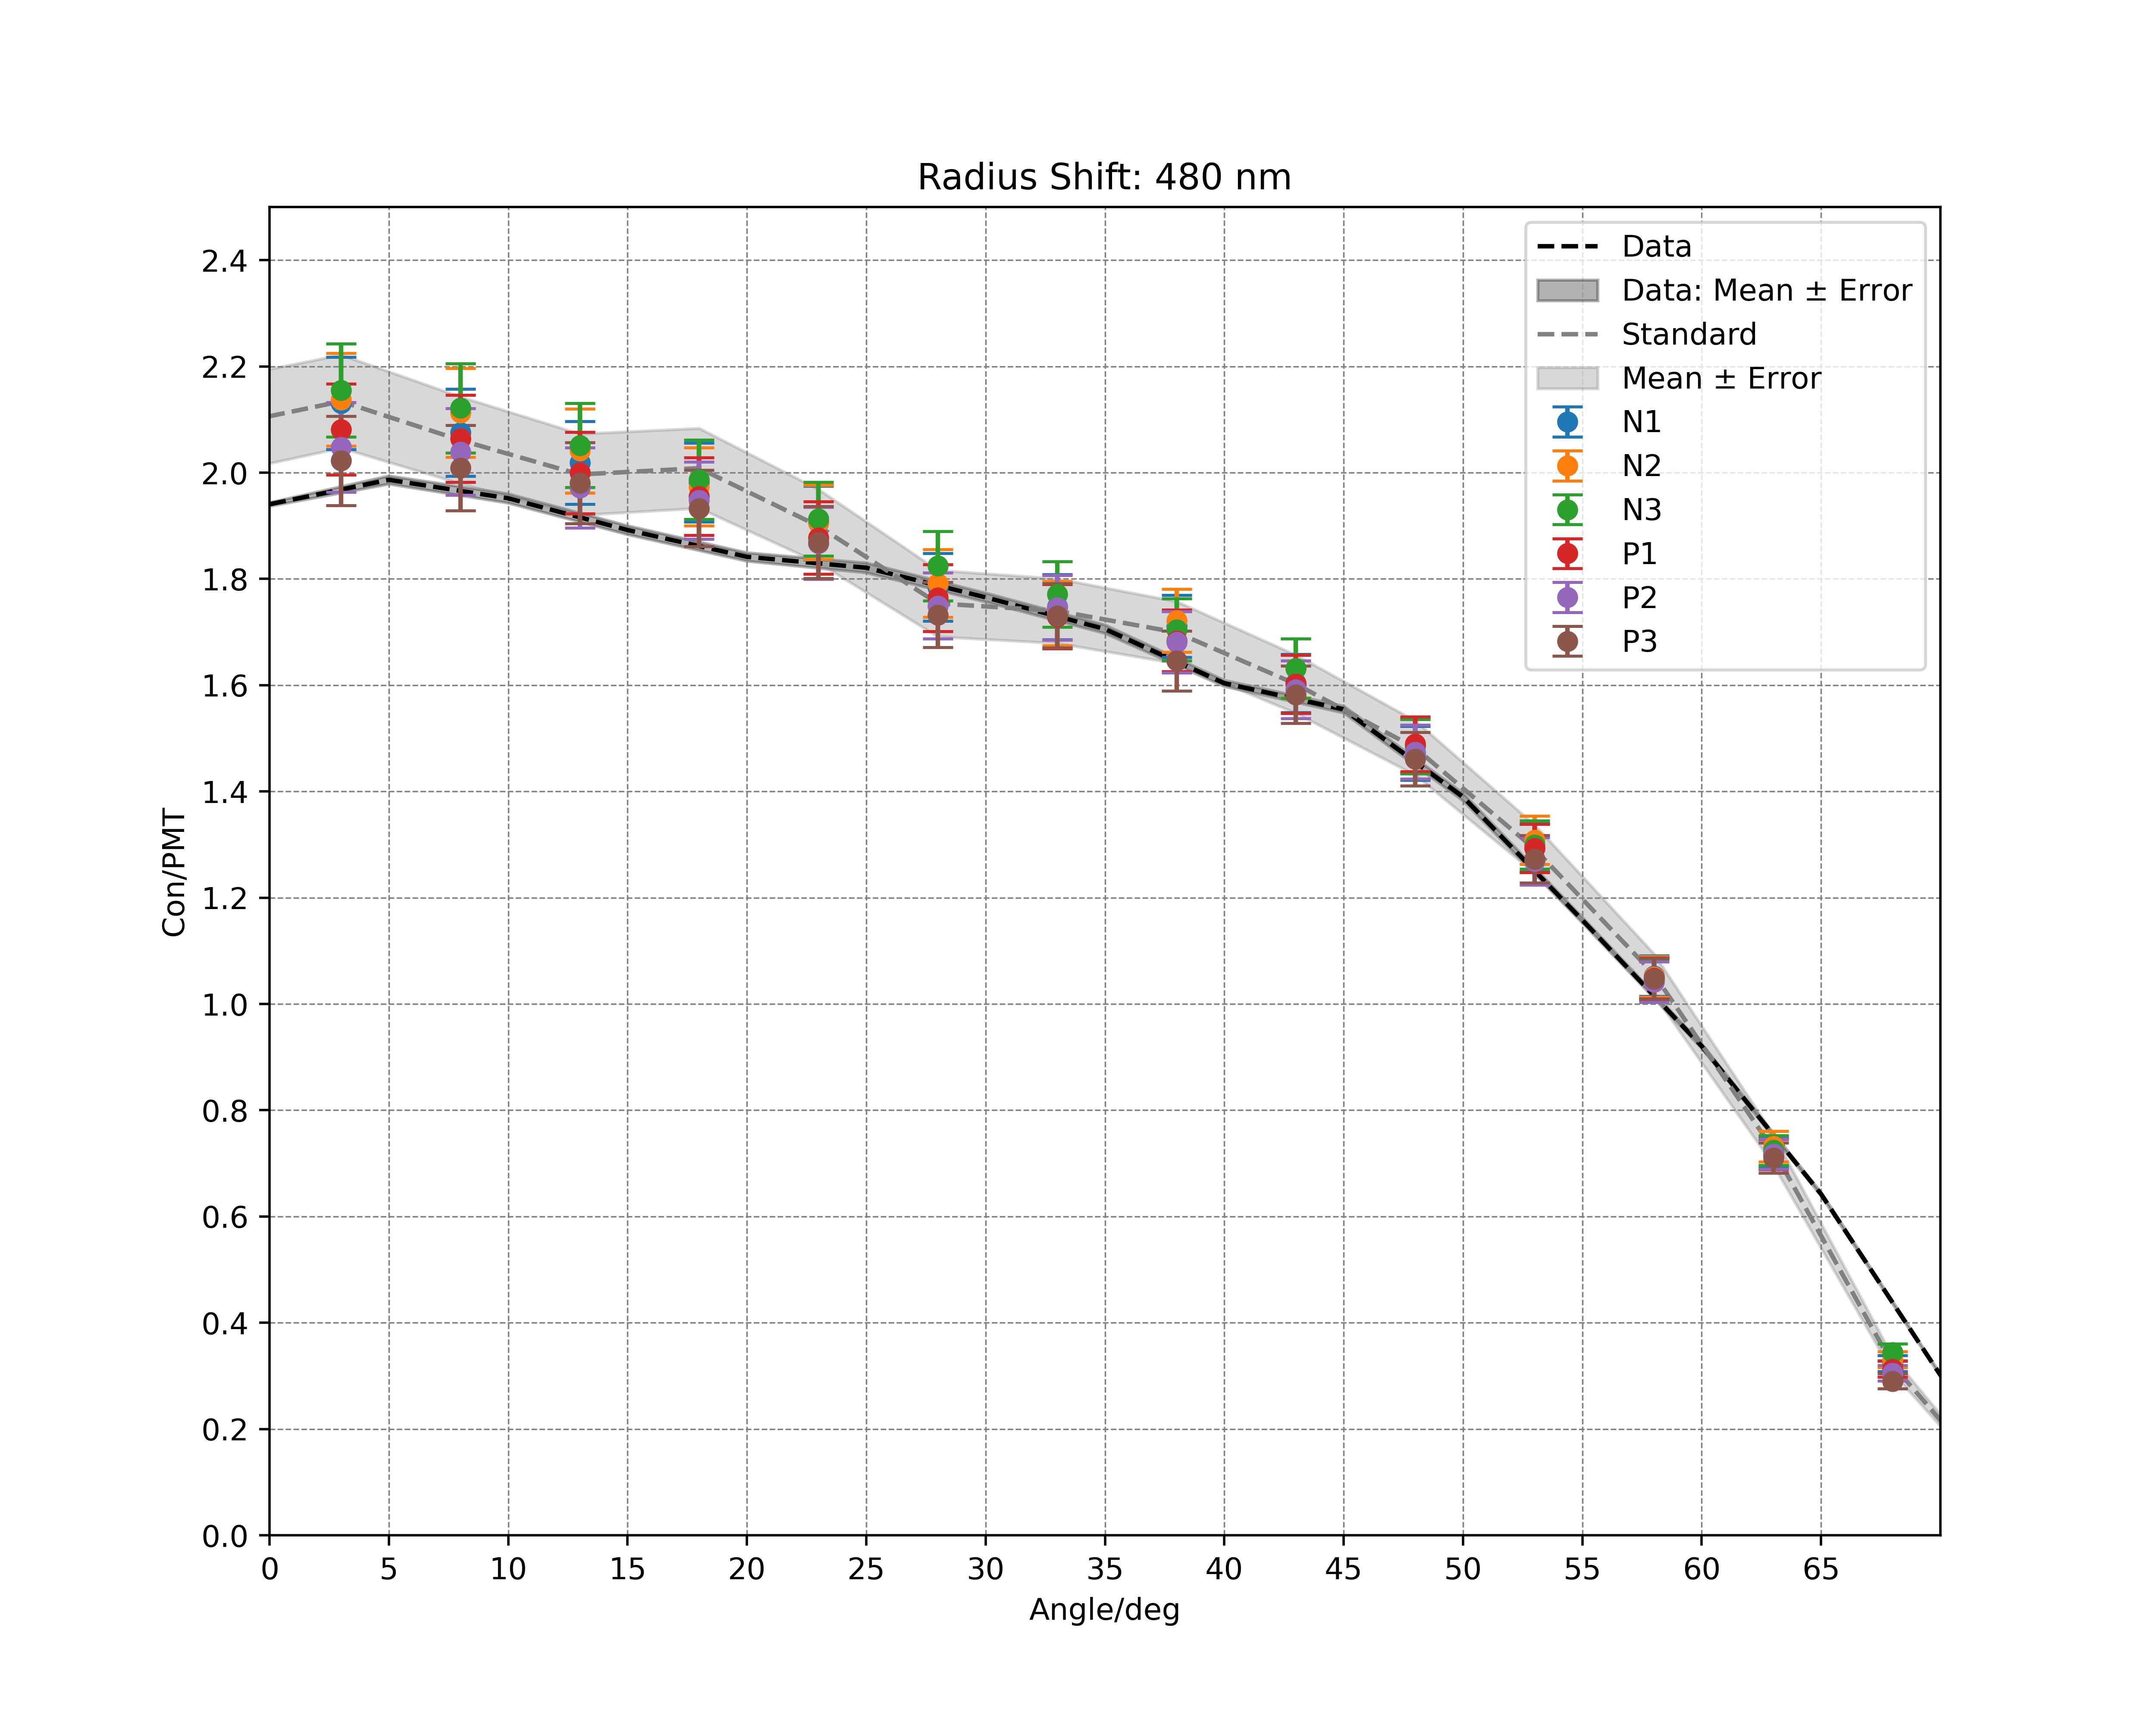 Radius Shift: 480 nm
2.4
2.2
2.0
1.8
1.6
1.4
1.2
1.0
0.8
0.6
0.4
0.2
0.0
Con/PMT
Data
Data: Mean ± Error
Standard
Mean ± Error
N1
N2
N3
P1
P2
P3
0 5 10 15 20 25 30 35 40 45 50 55 60 65
Angle/deg